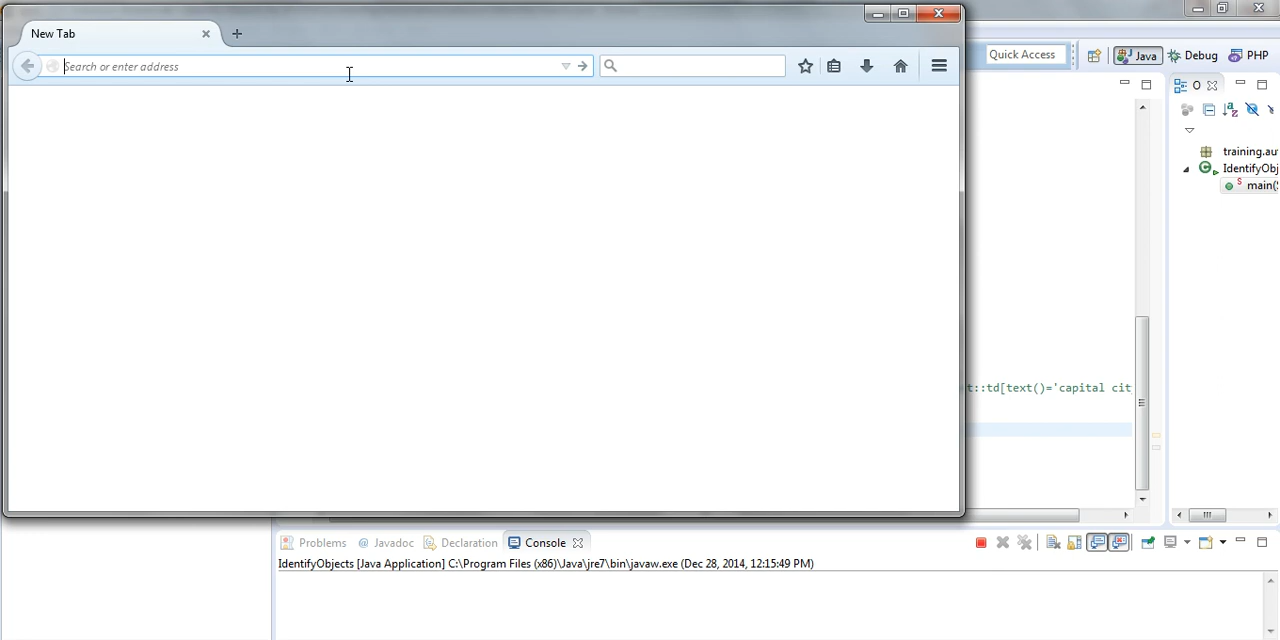 New Tab
Search or enter address
Quick Access
Java
Debug
PHP
O
training.au
IdentifyObj
main(S
t::td[text()='capital cit
Problems
@ Javadoc
Declaration
Console
IdentifyObjects [Java Application] C:\Program Files (x86)\Java\jre7\bin\javaw.exe (Dec 28, 2014, 12:15:49 PM)